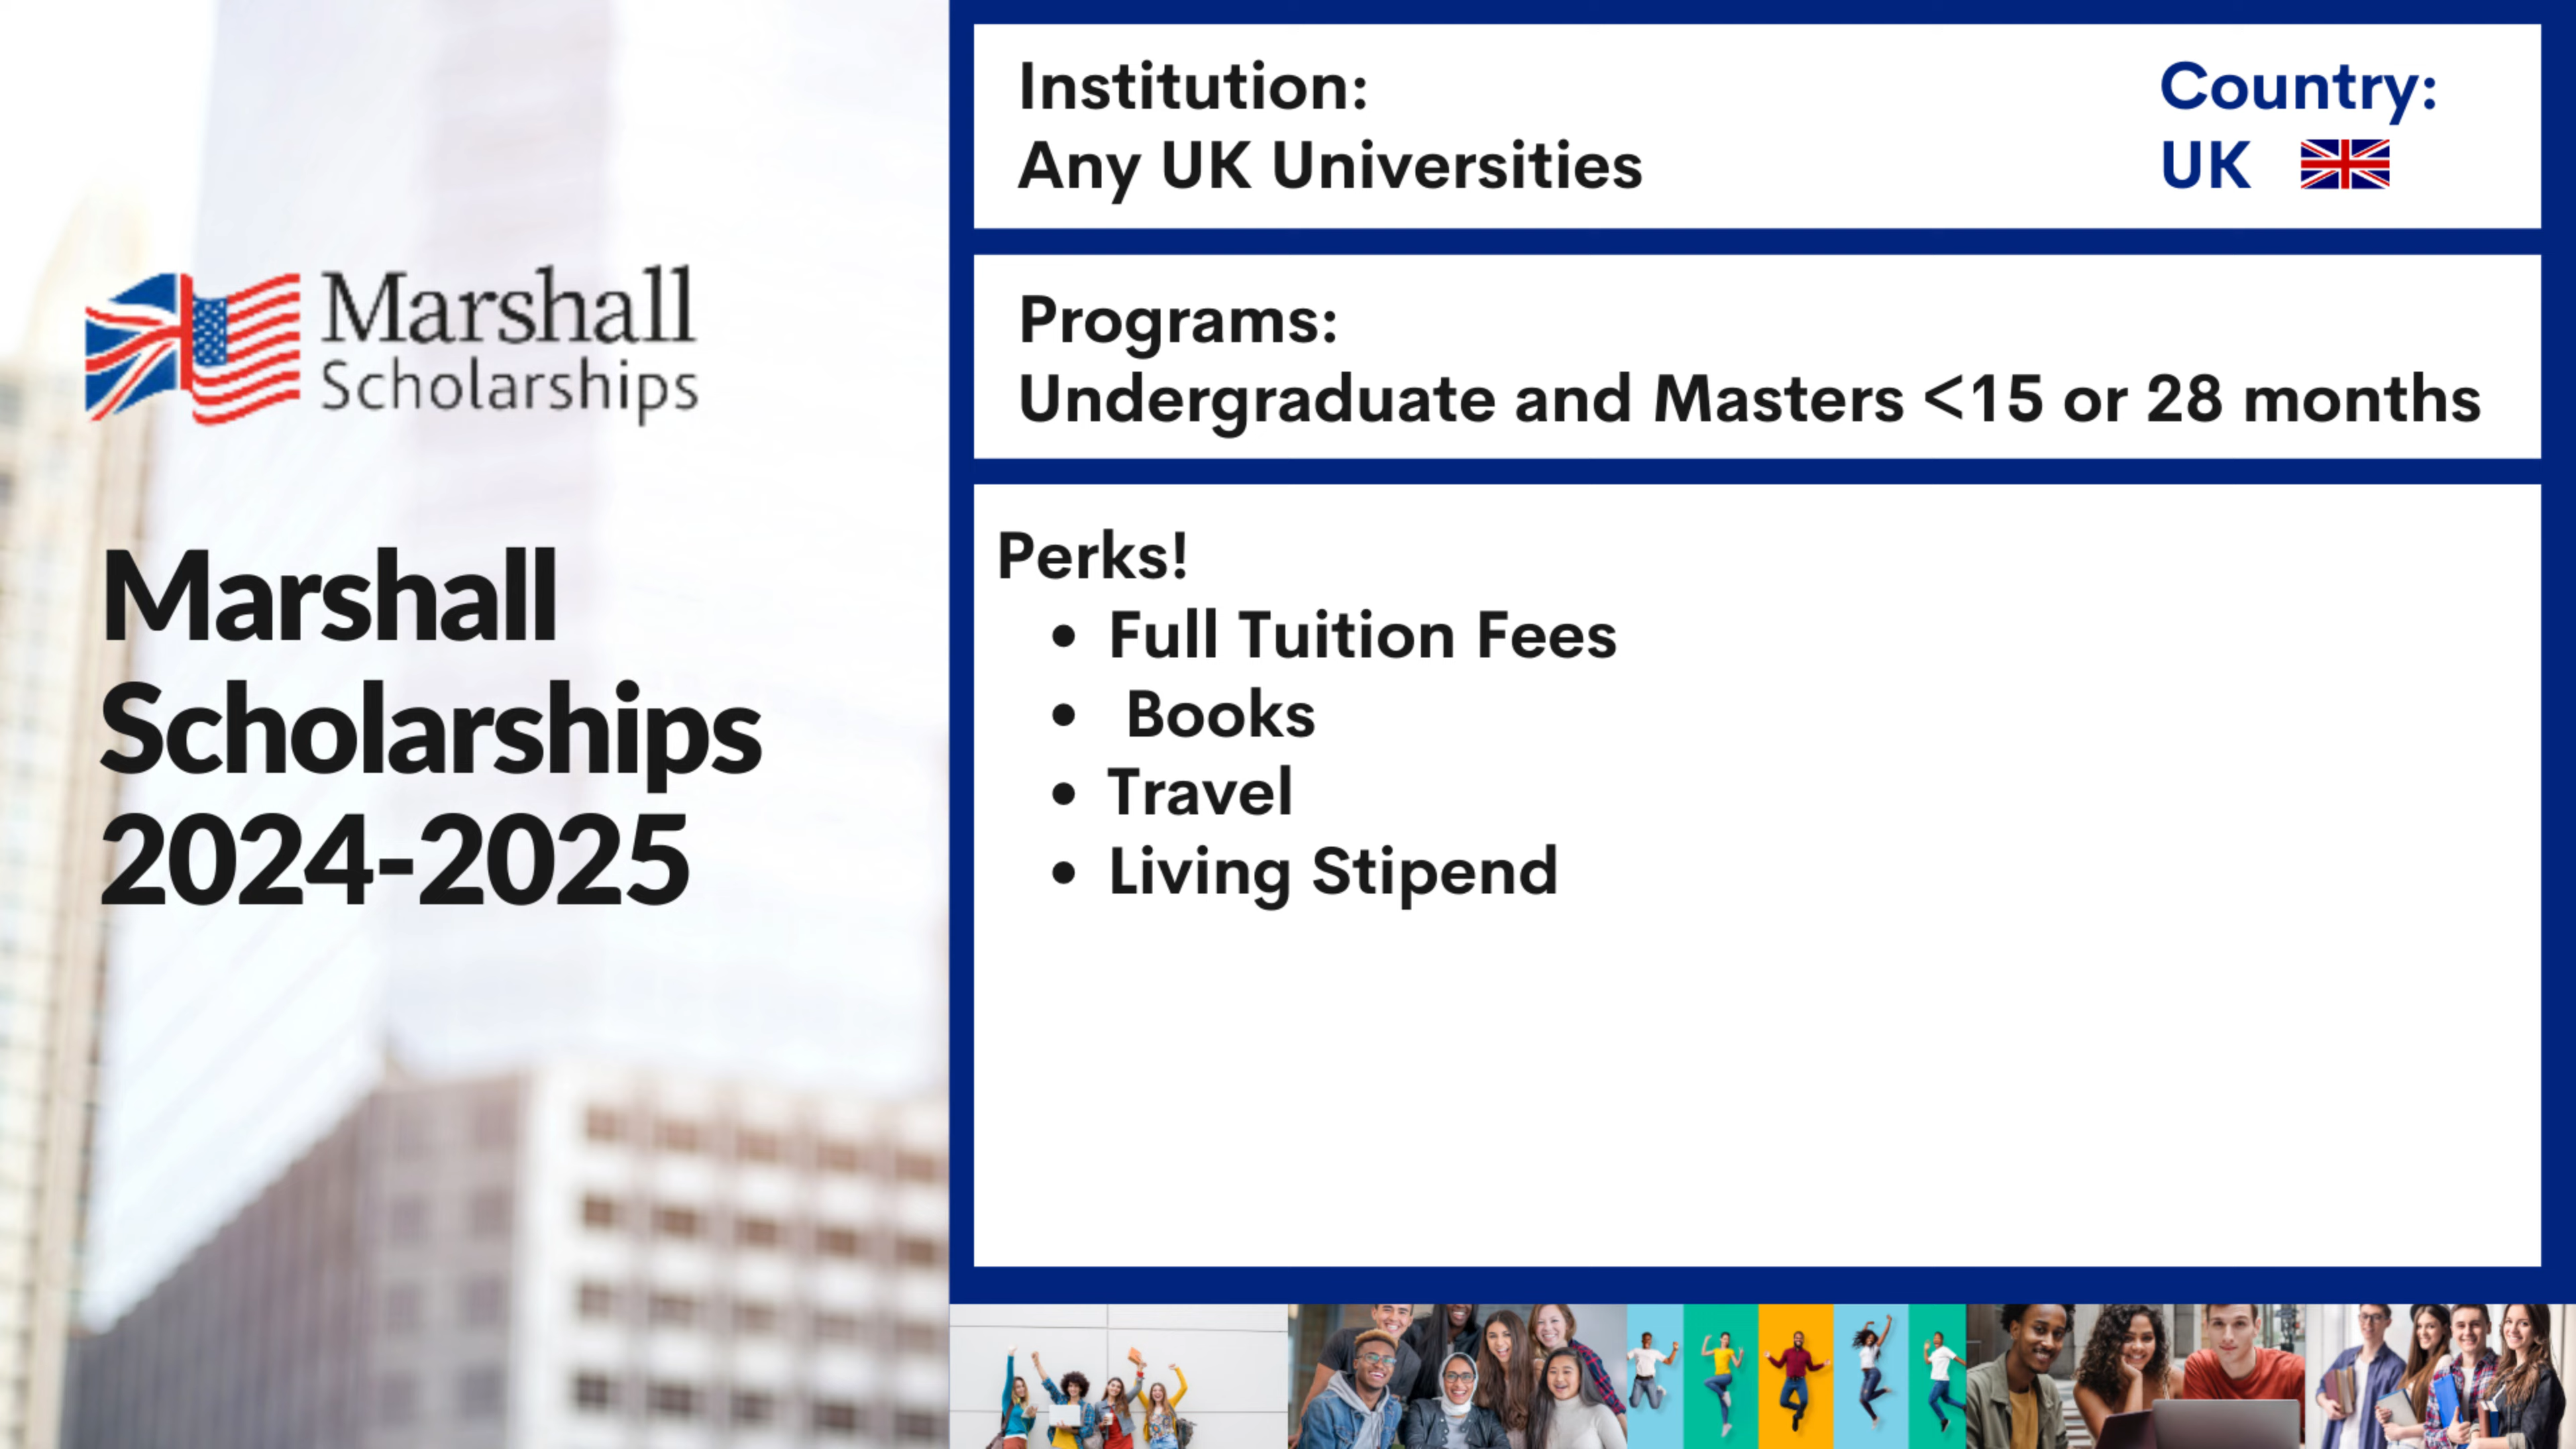 Marshall
Scholarships
Marshall
Scholarships
2024-2025
Institution:
Any UK Universities
Country:
UK
Programs:
Undergraduate and Masters <15 or 28 months
Perks!
• Full Tuition Fees
• Books
• Travel
• Living Stipend